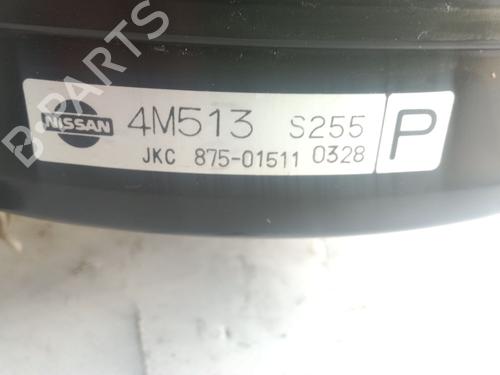 B-PARTS
NISSAN 4M513 S255 P
JKC 875-01511 0328